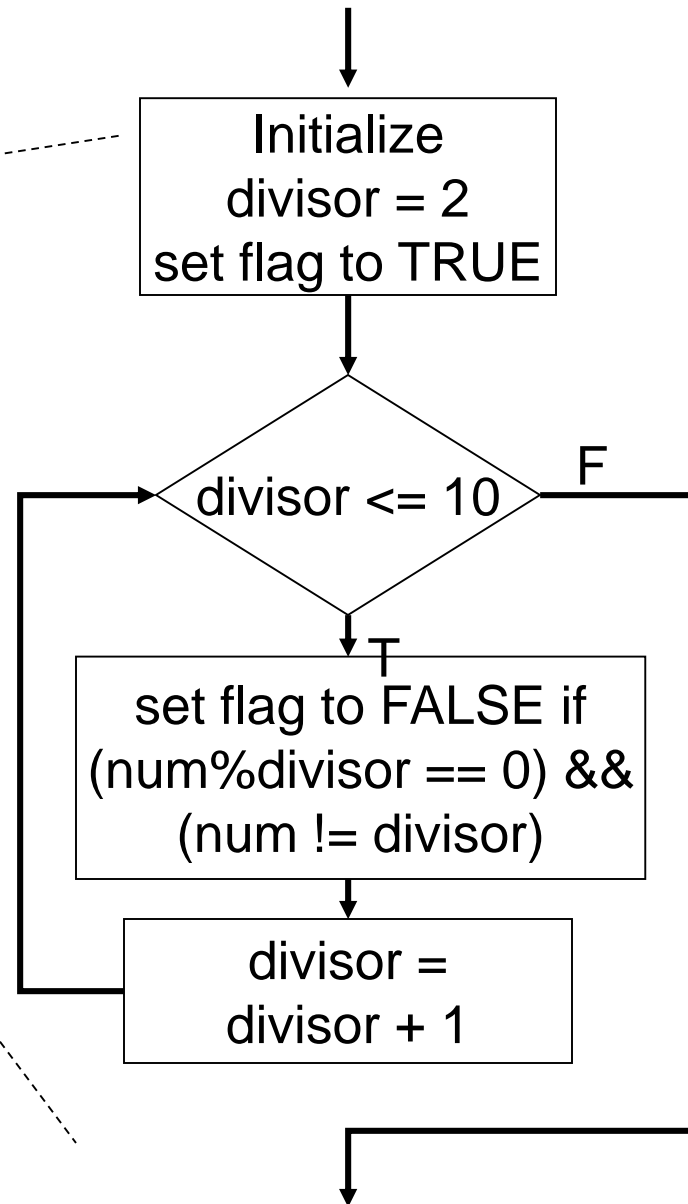 Initialize
divisor = 2
set flag to TRUE
divisor <= 10
F
T
set flag to FALSE if
(num%divisor == 0) &&
(num != divisor)
divisor =
divisor + 1